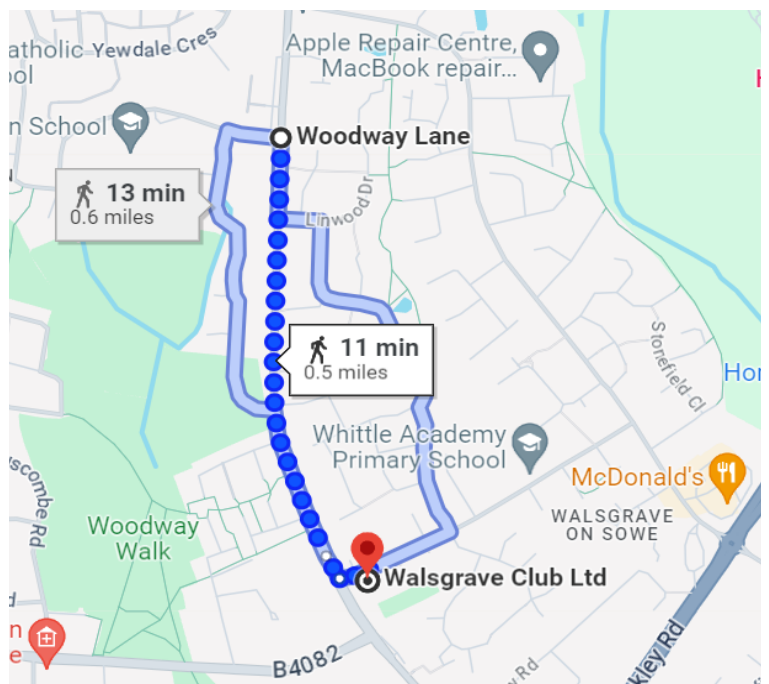 atholic
ool
Yewdale Cres
Apple Repair Centre,
MacBook repair...
n School
Woodway Lane
13 min
0.6 miles
Linwood Dr
11 min
0.5 miles
Stonefield Cl
Hor
Whittle Academy
Primary School
McDonald's
WALSGRAVE
ON SOWE
wscombe Rd
Woodway
Walk
Walsgrave Club Ltd
n
e
B4082
y Rd
kley Rd